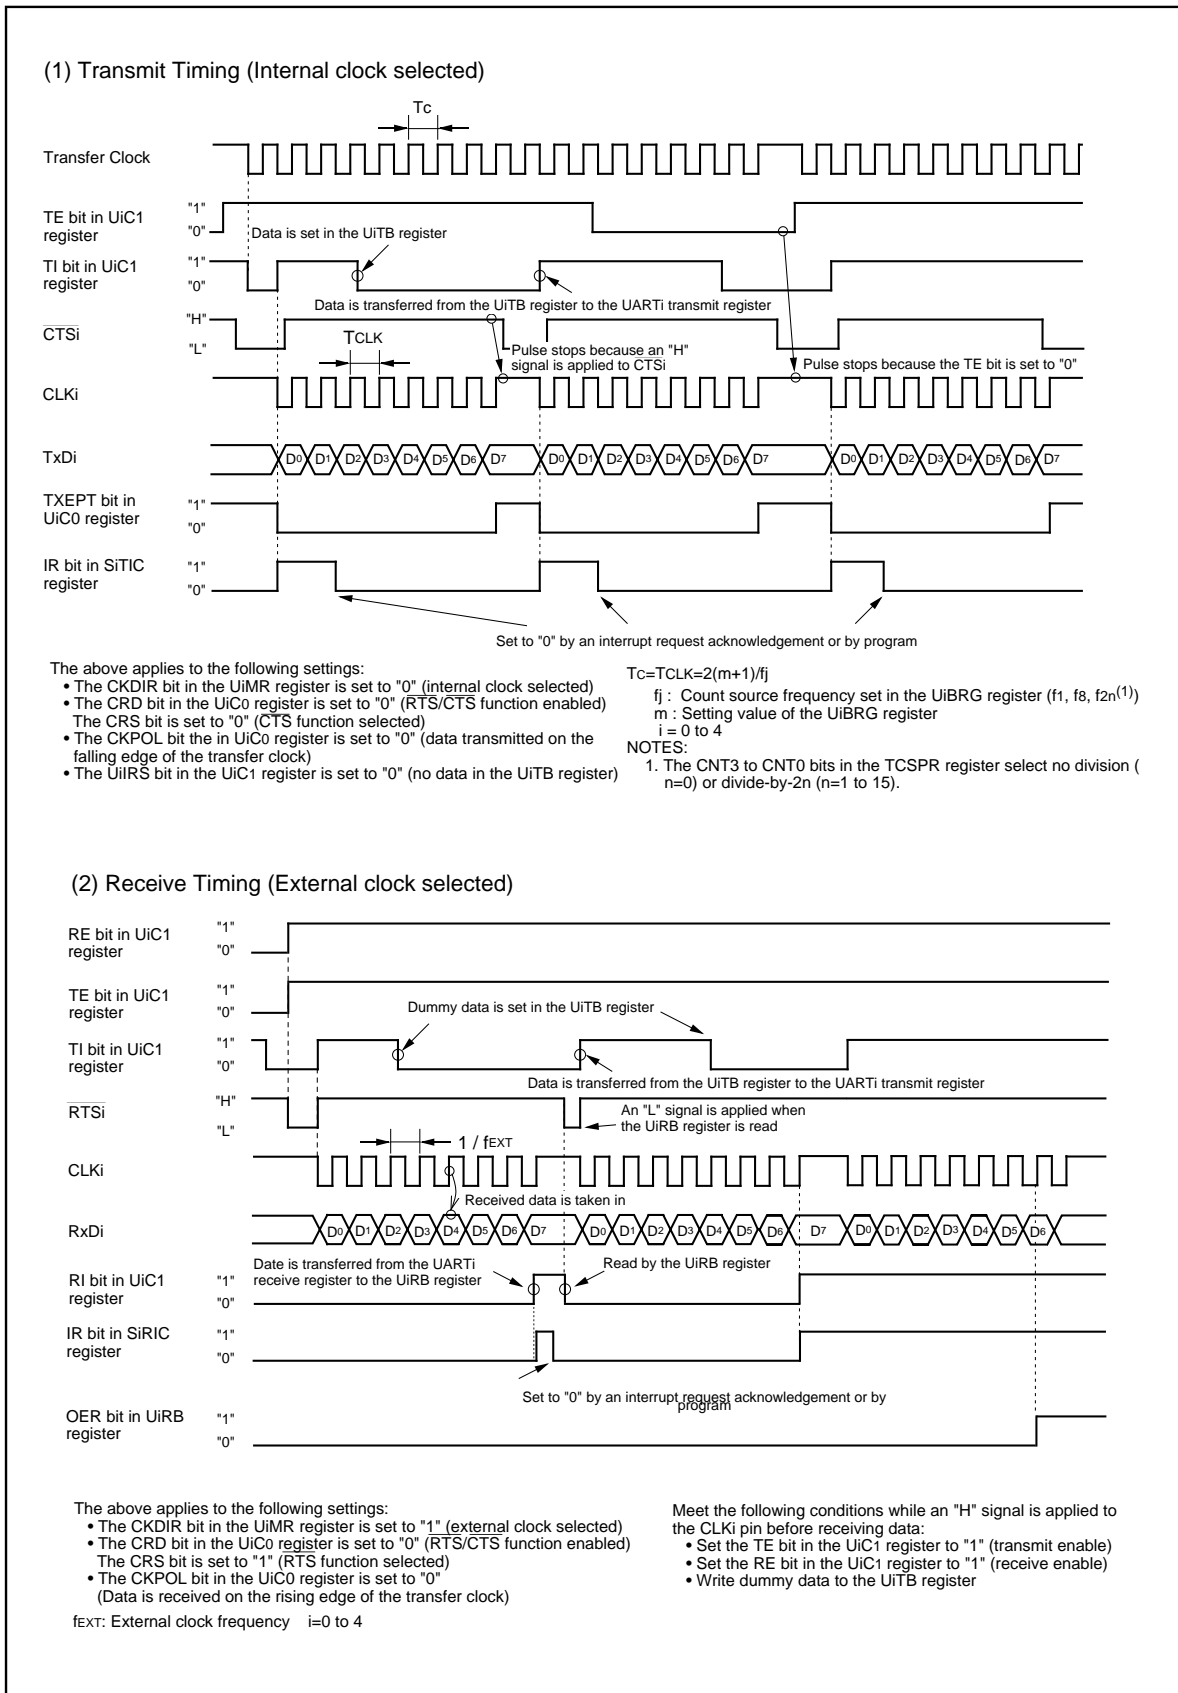 (1) Transmit Timing (Internal clock selected)
Tc
Transfer Clock
TE bit in UiC1
register
"1"
"0"
Data is set in the UiTB register
TI bit in UiC1
register
"1"
"0"
Data is transferred from the UiTB register to the UARTi transmit register
CTSi
"H"
"L"
TCLK
Pulse stops because an "H"
signal is applied to CTSi
Pulse stops because the TE bit is set to "0"
CLKi
TxDi
D0 D1 D2 D3 D4 D5 D6 D7 D0 D1 D2 D3 D4 D5 D6 D7 D0 D1 D2 D3 D4 D5 D6 D7
TXEPT bit in
UiC0 register
"1"
"0"
IR bit in SiTIC
register
"1"
"0"
Set to "0" by an interrupt request acknowledgement or by program
The above applies to the following settings:
• The CKDIR bit in the UiMR register is set to "0" (internal clock selected)
• The CRD bit in the UiC0 register is set to "0" (RTS/CTS function enabled)
The CRS bit is set to "0" (CTS function selected)
• The CKPOL bit the in UiC0 register is set to "0" (data transmitted on the
falling edge of the transfer clock)
• The UiIRS bit in the UiC1 register is set to "0" (no data in the UiTB register)
Tc=TCLK=2(m+1)/fj
fj : Count source frequency set in the UiBRG register (f1, f8, f2n(1))
m : Setting value of the UiBRG register
i = 0 to 4
NOTES:
1. The CNT3 to CNT0 bits in the TCSPR register select no division (
n=0) or divide-by-2n (n=1 to 15).
(2) Receive Timing (External clock selected)
RE bit in UiC1
register
"1"
"0"
TE bit in UiC1
register
"1"
"0"
Dummy data is set in the UiTB register
TI bit in UiC1
register
"1"
"0"
Data is transferred from the UiTB register to the UARTi transmit register
RTSi
"H"
"L"
An "L" signal is applied when
the UiRB register is read
1 / fEXT
CLKi
Received data is taken in
RxDi
D0 D1 D2 D3 D4 D5 D6 D7 D0 D1 D2 D3 D4 D5 D6 D7 D0 D1 D2 D3 D4 D5 D6
Date is transferred from the UARTi
receive register to the UiRB register
Read by the UiRB register
RI bit in UiC1
register
"1"
"0"
IR bit in SiRIC
register
"1"
"0"
Set to "0" by an interrupt request acknowledgement or by
program
OER bit in UiRB
register
"1"
"0"
The above applies to the following settings:
• The CKDIR bit in the UiMR register is set to "1" (external clock selected)
• The CRD bit in the UiC0 register is set to "0" (RTS/CTS function enabled)
The CRS bit is set to "1" (RTS function selected)
• The CKPOL bit in the UiC0 register is set to "0"
(Data is received on the rising edge of the transfer clock)
fEXT: External clock frequency i=0 to 4
Meet the following conditions while an "H" signal is applied to
the CLKi pin before receiving data:
• Set the TE bit in the UiC1 register to "1" (transmit enable)
• Set the RE bit in the UiC1 register to "1" (receive enable)
• Write dummy data to the UiTB register